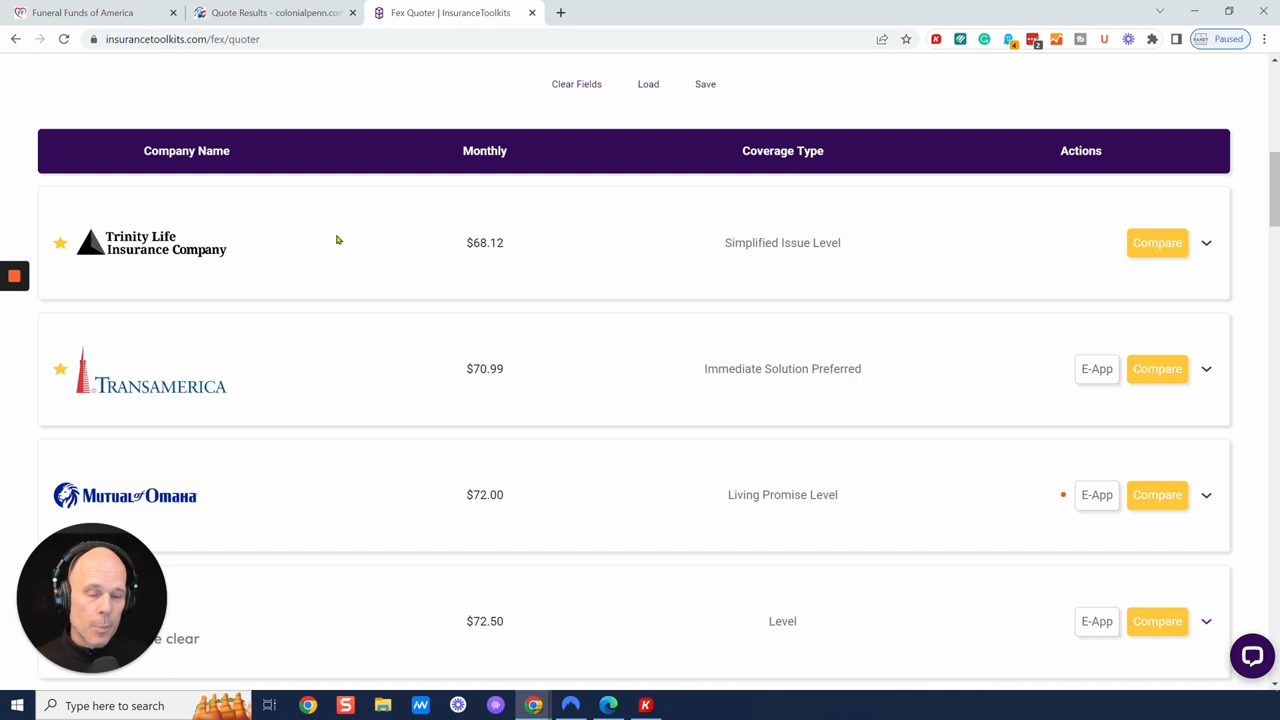 Funeral Funds of America
Quote Results - colonialpenn.con
Fex Quoter | InsuranceToolkits
insurancetoolkits.com/fex/quoter
4
2
U
Paused
Clear Fields Load Save
Company Name Monthly Coverage Type Actions
Trinity Life
Insurance Company
$68.12 Simplified Issue Level Compare
TRANSAMERICA $70.99 Immediate Solution Preferred E-App Compare
MUTUAL of OMAHA $72.00 Living Promise Level E-App Compare
$72.50 Level E-App Compare
clear
Type here to search